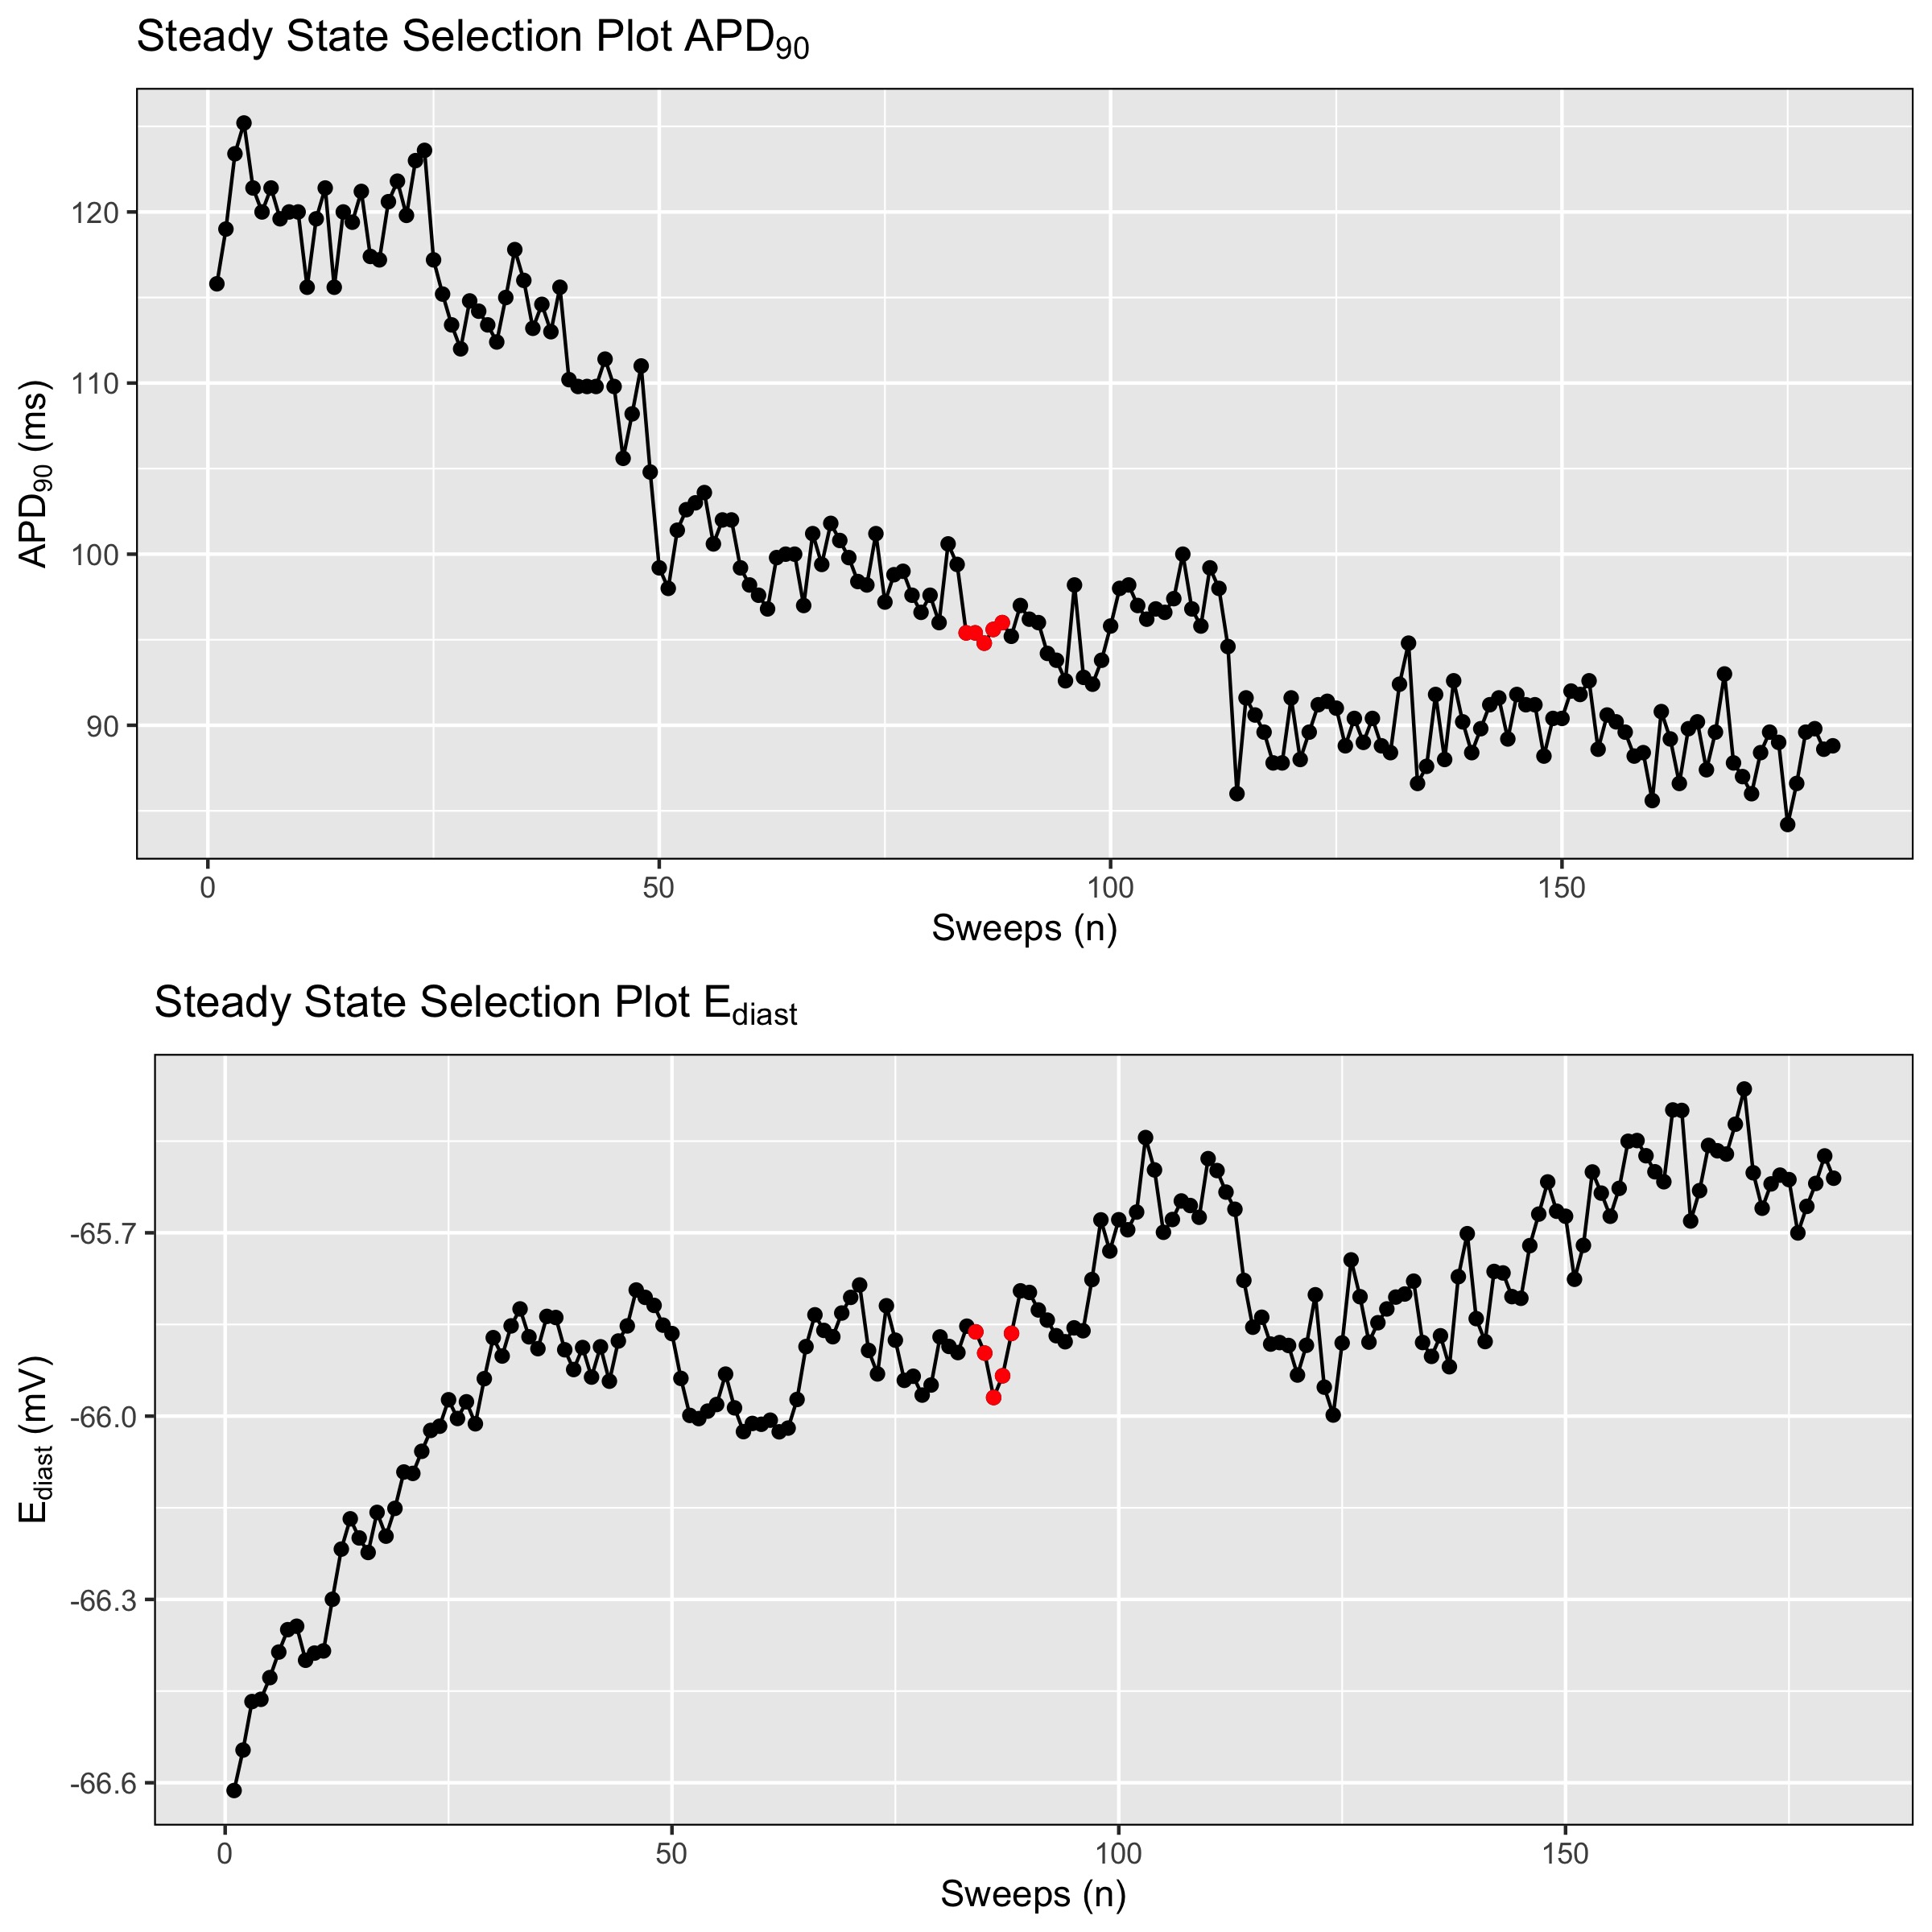 Steady State Selection Plot APD90
120
110
100
90
APD90 (ms)
0 50 100 150
Sweeps (n)
Steady State Selection Plot Ediast
-65.7
-66.0
-66.3
-66.6
Ediast (mV)
0 50 100 150
Sweeps (n)